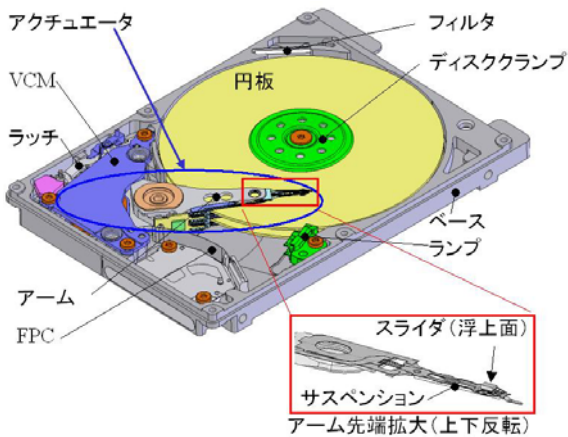 アクチュエータ
フィルタ
ディスククランプ
円板
VCM
ラッチ
ベース
ランプ
アーム
FPC
スライダ(浮上面)
サスペンション
アーム先端拡大(上下反転)